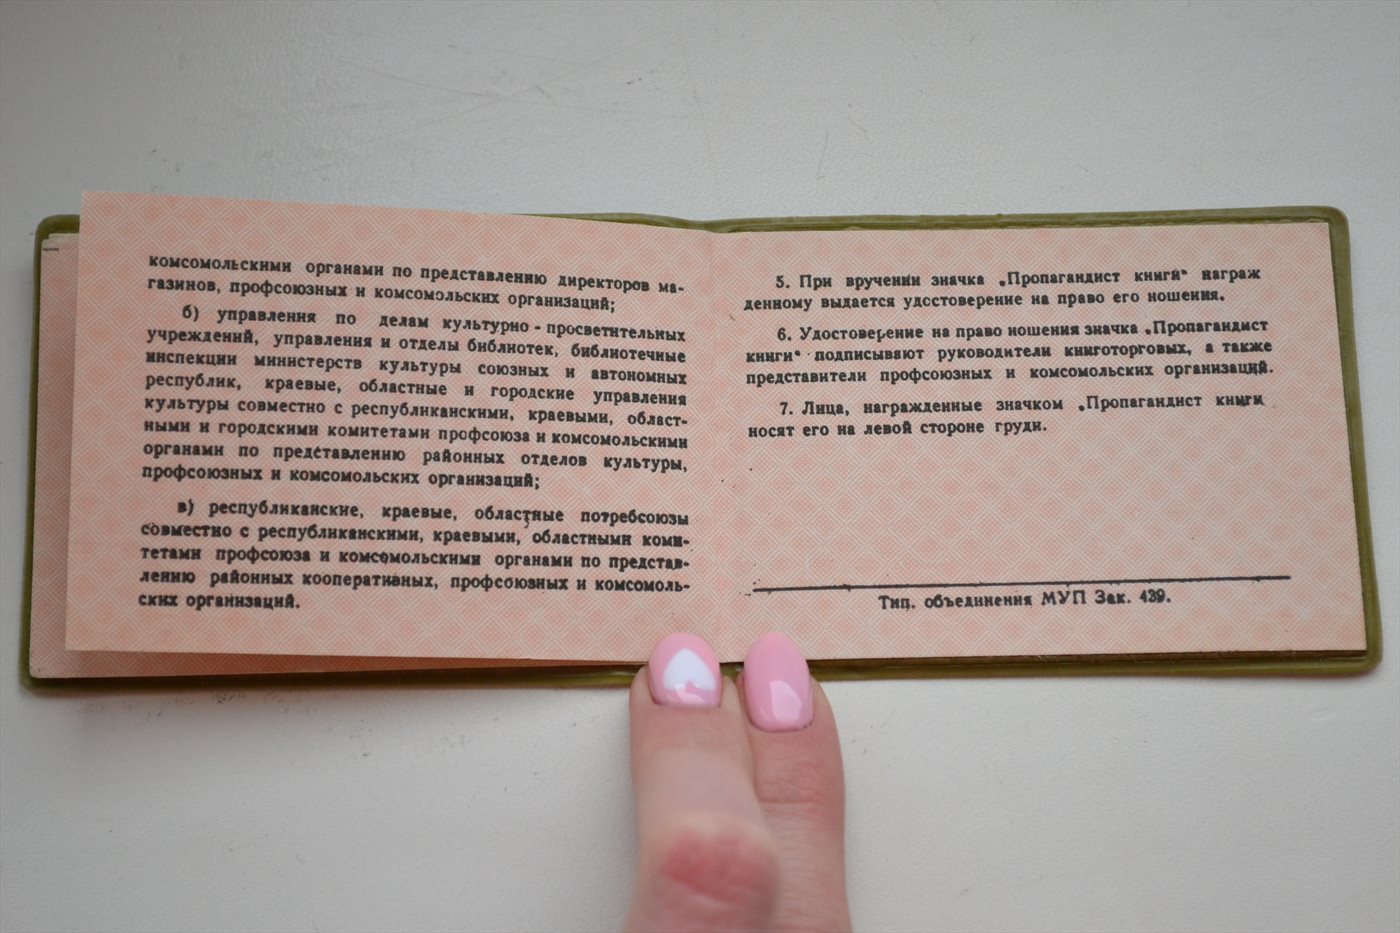 комсомольскими органами по представлению директоров ма-
газинов, профсоюзных и комсомольских организаций;
б) управления по делам культурно - просветительных
учреждений, управления и отделы библиотек, библиотечные
инспекции министерств культуры союзных и автономных
республик, краевые, областные и городские управления
культуры совместно с республиканскими, краевыми, област-
ными и городскими комитетами профсоюза и комсомольскими
органами по представлению районных отделов культуры,
профсоюзных и комсомольских организаций;
в) республиканские, краевые, областные потребсоюзы
совместно с республиканскими, краевыми, областными коми-
тетами профсоюза и комсомольскими органами по представ-
лению районных кооперативных, профсоюзных и комсомоль-
ских организаций.
5. При вручении значка „Пропагандист книги“ награж
денному выдается удостоверение на право его ношения.
6. Удостоверение на право ношения значка „Пропагандист
книги“ подписывают руководители книготорговых, а также
представители профсоюзных и комсомольских организаций.
7. Лица, награжденные значком „Пропагандист книги
носят его на левой стороне груди.
Тип. объединения МУП Зак. 439.